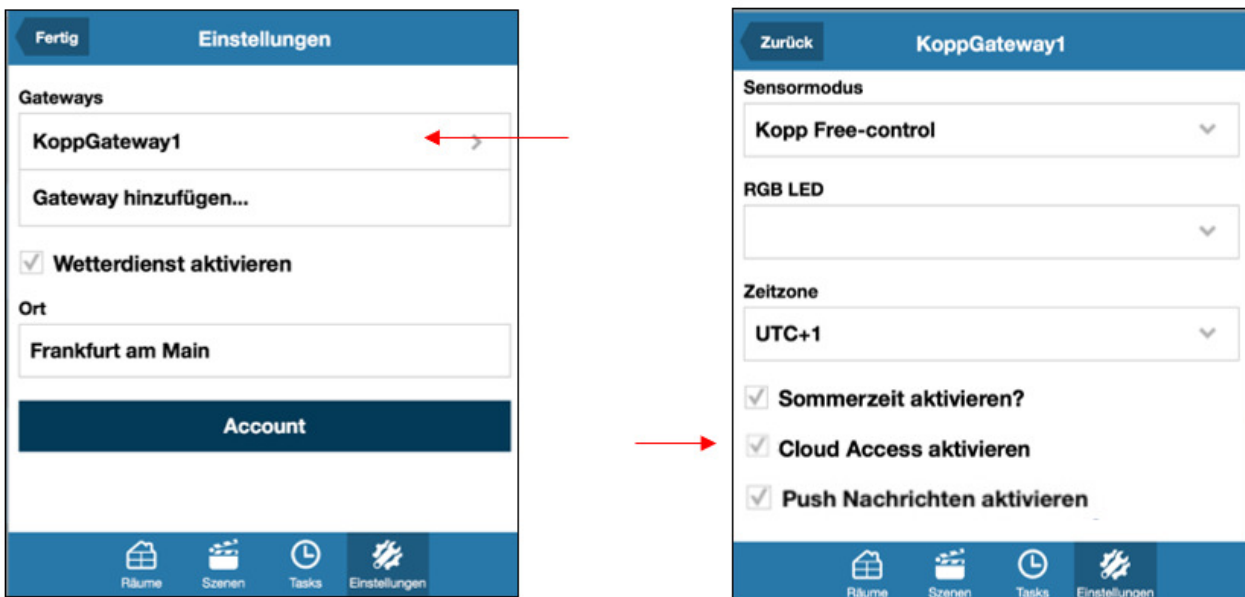 Fertig
Einstellungen
Gateways
KoppGateway1
Gateway hinzufügen...
Wetterdienst aktivieren
Ort
Frankfurt am Main
Account
Räume
Szenen
Tasks
Einstellungen
Zurück
KoppGateway1
Sensormodus
Kopp Free-control
RGB LED
Zeitzone
UTC+1
Sommerzeit aktivieren?
Cloud Access aktivieren
Push Nachrichten aktivieren
Räume
Szenen
Tasks
Einstellungen